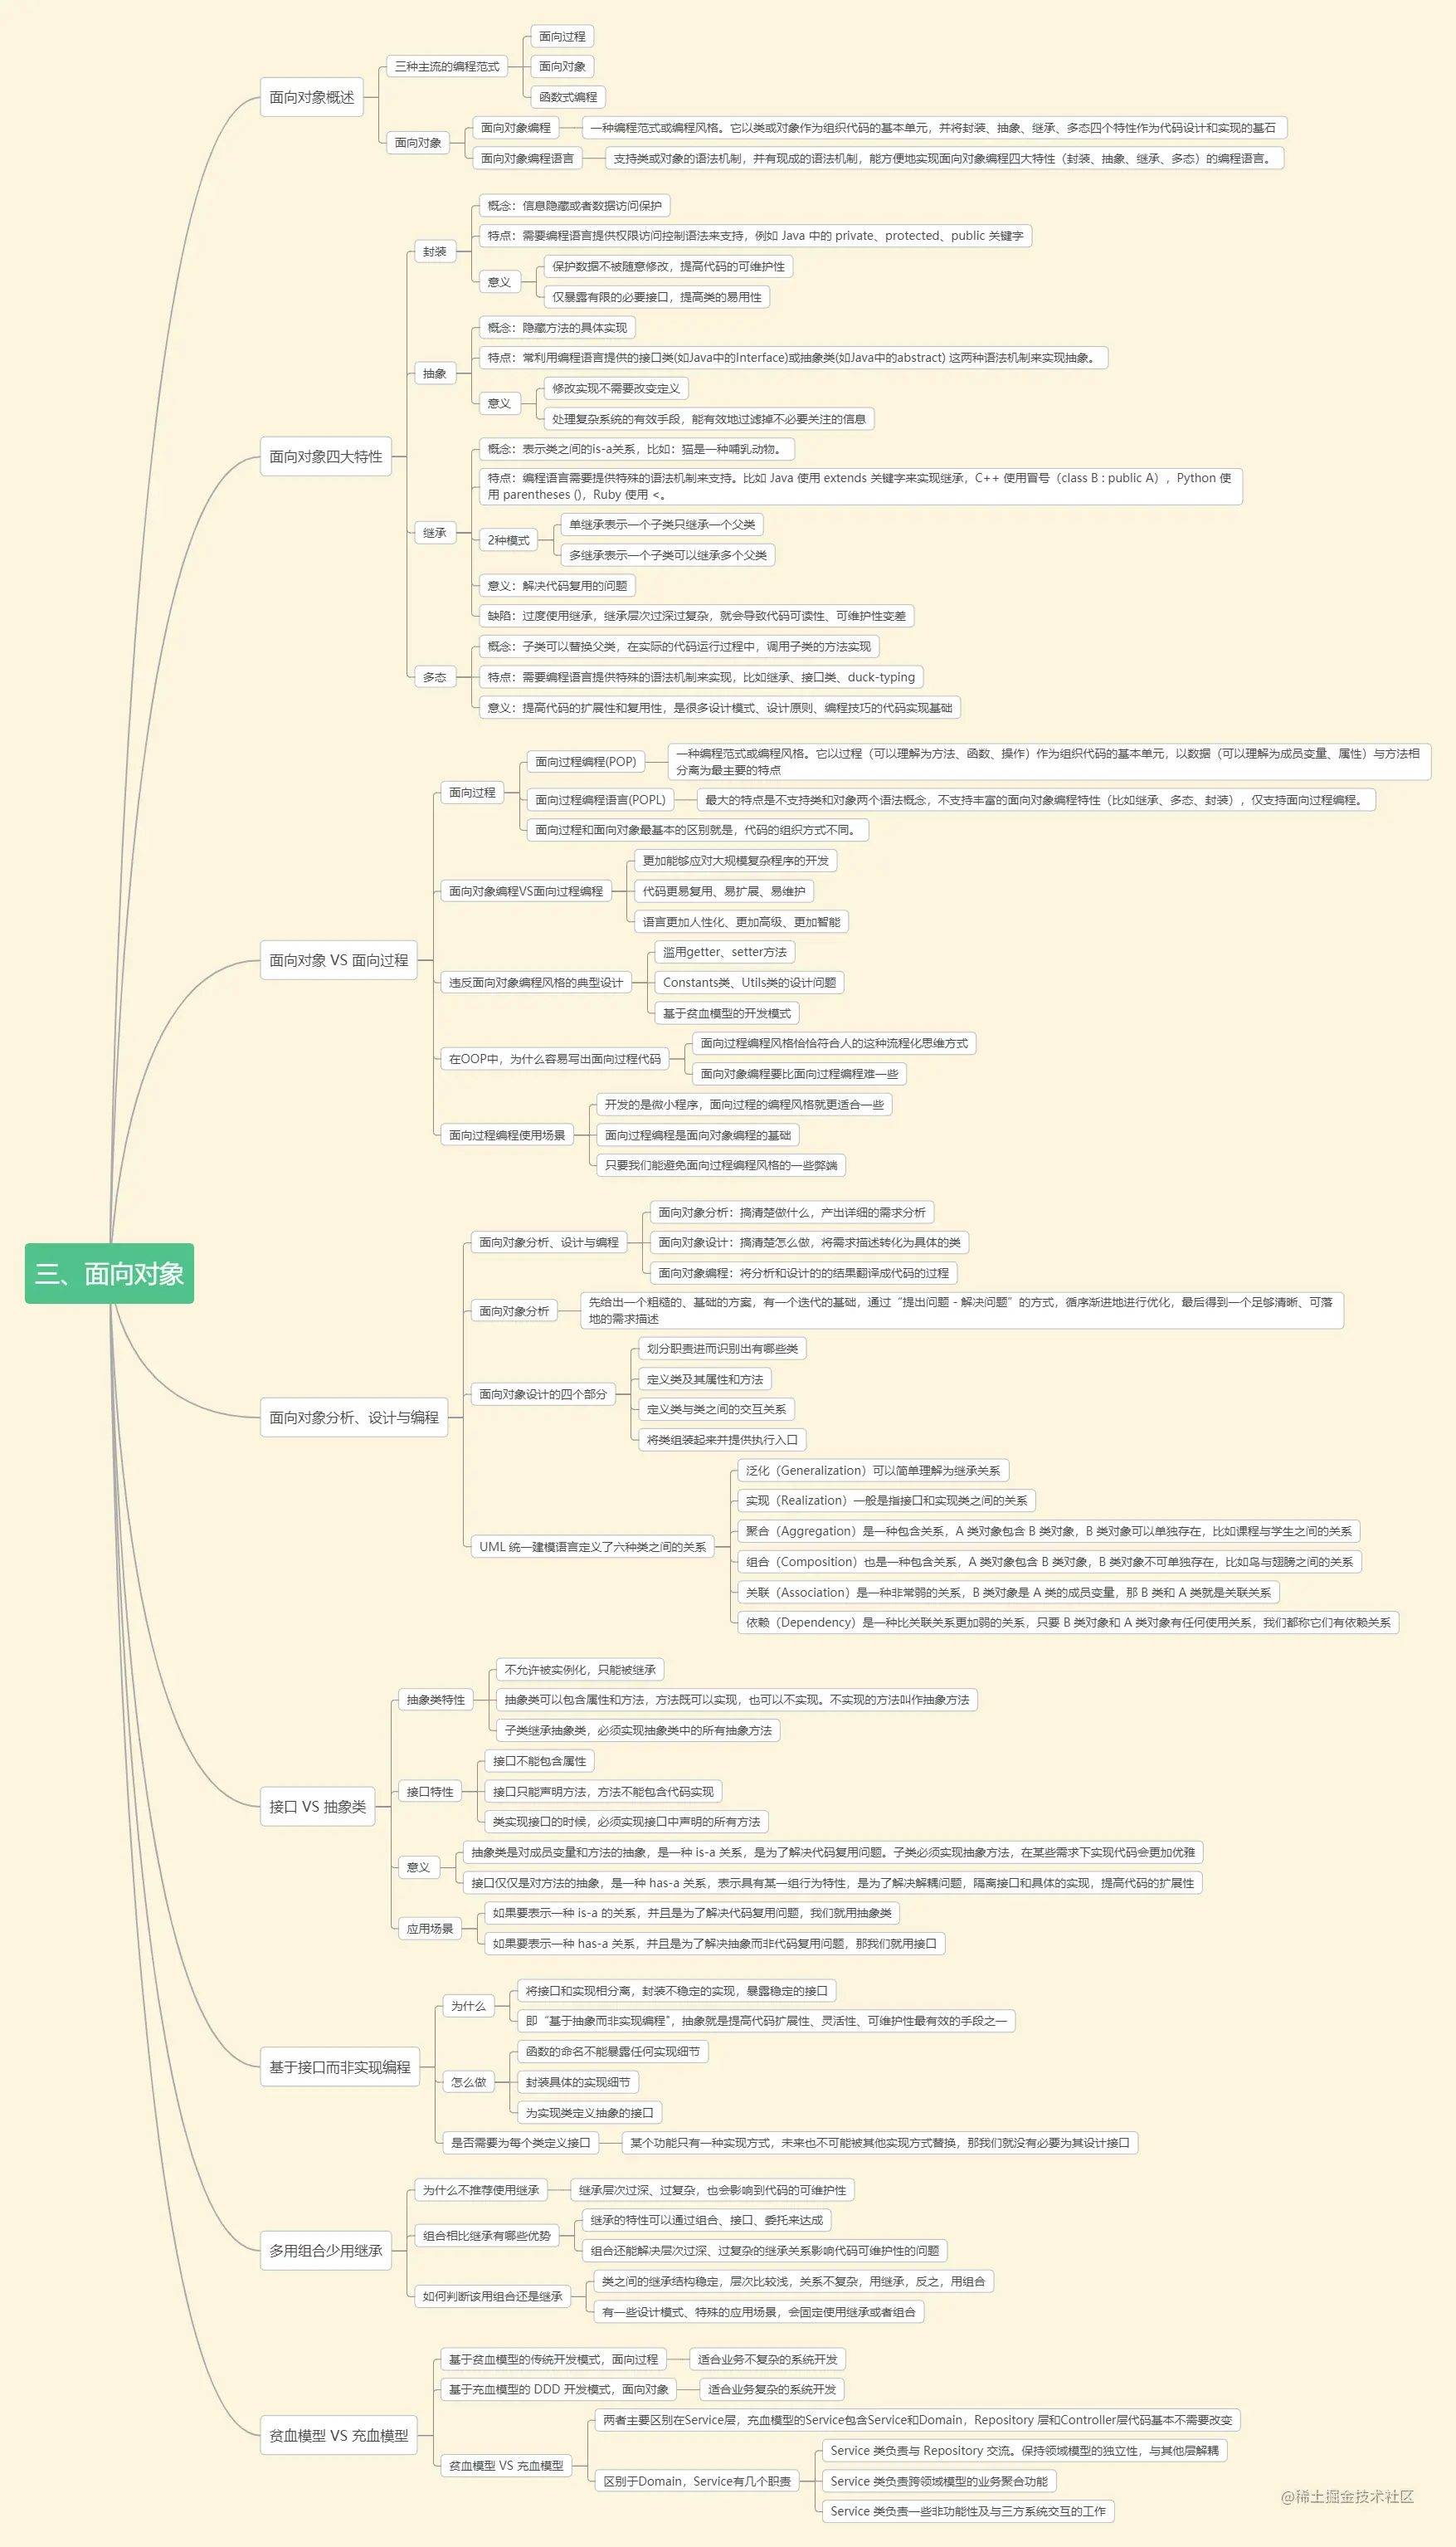 三、面向对象
面向对象概述
三种主流的编程范式
面向过程
面向对象
函数式编程
面向对象
面向对象编程
一种编程范式或编程风格。它以类或对象作为组织代码的基本单元，并将封装、抽象、继承、多态四个特性作为代码设计和实现的基石
面向对象编程语言
支持类或对象的语法机制，并有现成的语法机制，能方便地实现面向对象编程四大特性（封装、抽象、继承、多态）的编程语言。
面向对象四大特性
封装
概念：信息隐藏或者数据访问保护
特点：需要编程语言提供权限访问控制语法来支持，例如 Java 中的 private、protected、public 关键字
意义
保护数据不被随意修改，提高代码的可维护性
仅暴露有限的必要接口，提高类的易用性
抽象
概念：隐藏方法的具体实现
特点：常利用编程语言提供的接口类(如Java中的Interface)或抽象类(如Java中的abstract) 这两种语法机制来实现抽象。
意义
修改实现不需要改变定义
处理复杂系统的有效手段，能有效地过滤掉不必要关注的信息
继承
概念：表示类之间的is-a关系，比如：猫是一种哺乳动物。
特点：编程语言需要提供特殊的语法机制来支持。比如 Java 使用 extends 关键字来实现继承，C++ 使用冒号（class B : public A），Python 使
用 parentheses ()，Ruby 使用 <。
2种模式
单继承表示一个子类只继承一个父类
多继承表示一个子类可以继承多个父类
意义：解决代码复用的问题
缺陷：过度使用继承，继承层次过深过复杂，就会导致代码可读性、可维护性变差
多态
概念：子类可以替换父类，在实际的代码运行过程中，调用子类的方法实现
特点：需要编程语言提供特殊的语法机制来实现，比如继承、接口类、duck-typing
意义：提高代码的扩展性和复用性，是很多设计模式、设计原则、编程技巧的代码实现基础
面向对象 VS 面向过程
面向过程
面向过程编程(POP)
一种编程范式或编程风格。它以过程（可以理解为方法、函数、操作）作为组织代码的基本单元，以数据（可以理解为成员变量、属性）与方法相
分离为最主要的特点
面向过程编程语言(POPL)
最大的特点是不支持类和对象两个语法概念，不支持丰富的面向对象编程特性（比如继承、多态、封装），仅支持面向过程编程。
面向过程和面向对象最基本的区别就是，代码的组织方式不同。
面向对象编程VS面向过程编程
更加能够应对大规模复杂程序的开发
代码更易复用、易扩展、易维护
语言更加人性化、更加高级、更加智能
违反面向对象编程风格的典型设计
滥用getter、setter方法
Constants类、Utils类的设计问题
基于贫血模型的开发模式
在OOP中，为什么容易写出面向过程代码
面向过程编程风格恰恰符合人的这种流程化思维方式
面向对象编程要比面向过程编程难一些
面向过程编程使用场景
开发的是微小程序，面向过程的编程风格就更适合一些
面向过程编程是面向对象编程的基础
只要我们能避免面向过程编程风格的一些弊端
面向对象分析、设计与编程
面向对象分析、设计与编程
面向对象分析：搞清楚做什么，产出详细的需求分析
面向对象设计：搞清楚怎么做，将需求描述转化为具体的类
面向对象编程：将分析和设计的的结果翻译成代码的过程
面向对象分析
先给出一个粗糙的、基础的方案，有一个迭代的基础，通过“提出问题 - 解决问题”的方式，循序渐进地进行优化，最后得到一个足够清晰、可落
地的需求描述
面向对象设计的四个部分
划分职责进而识别出有哪些类
定义类及其属性和方法
定义类与类之间的交互关系
将类组装起来并提供执行入口
UML 统一建模语言定义了六种类之间的关系
泛化（Generalization）可以简单理解为继承关系
实现（Realization）一般是指接口和实现类之间的关系
聚合（Aggregation）是一种包含关系，A 类对象包含 B 类对象，B 类对象可以单独存在，比如课程与学生之间的关系
组合（Composition）也是一种包含关系，A 类对象包含 B 类对象，B 类对象不可单独存在，比如鸟与翅膀之间的关系
关联（Association）是一种非常弱的关系，B 类对象是 A 类的成员变量，那 B 类和 A 类就是关联关系
依赖（Dependency）是一种比关联关系更加弱的关系，只要 B 类对象和 A 类对象有任何使用关系，我们都称它们有依赖关系
接口 VS 抽象类
抽象类特性
不允许被实例化，只能被继承
抽象类可以包含属性和方法，方法既可以实现，也可以不实现。不实现的方法叫作抽象方法
子类继承抽象类，必须实现抽象类中的所有抽象方法
接口特性
接口不能包含属性
接口只能声明方法，方法不能包含代码实现
类实现接口的时候，必须实现接口中声明的所有方法
意义
抽象类是对成员变量和方法的抽象，是一种 is-a 关系，是为了解决代码复用问题。子类必须实现抽象方法，在某些需求下实现代码会更加优雅
接口仅仅是对方法的抽象，是一种 has-a 关系，表示具有某一组行为特性，是为了解决解耦问题，隔离接口和具体的实现，提高代码的扩展性
应用场景
如果要表示一种 is-a 的关系，并且是为了解决代码复用问题，我们就用抽象类
如果要表示一种 has-a 关系，并且是为了解决抽象而非代码复用问题，那我们就用接口
基于接口而非实现编程
为什么
将接口和实现相分离，封装不稳定的实现，暴露稳定的接口
即“基于抽象而非实现编程"，抽象就是提高代码扩展性、灵活性、可维护性最有效的手段之一
怎么做
函数的命名不能暴露任何实现细节
封装具体的实现细节
为实现类定义抽象的接口
是否需要为每个类定义接口
某个功能只有一种实现方式，未来也不可能被其他实现方式替换，那我们就没有必要为其设计接口
多用组合少用继承
为什么不推荐使用继承
继承层次过深、过复杂，也会影响到代码的可维护性
组合相比继承有哪些优势
继承的特性可以通过组合、接口、委托来达成
组合还能解决层次过深、过复杂的继承关系影响代码可维护性的问题
如何判断该用组合还是继承
类之间的继承结构稳定，层次比较浅，关系不复杂，用继承，反之，用组合
有一些设计模式、特殊的应用场景，会固定使用继承或者组合
贫血模型 VS 充血模型
基于贫血模型的传统开发模式，面向过程
适合业务不复杂的系统开发
基于充血模型的 DDD 开发模式，面向对象
适合业务复杂的系统开发
贫血模型 VS 充血模型
两者主要区别在Service层，充血模型的Service包含Service和Domain，Repository 层和Controller层代码基本不需要改变
区别于Domain，Service有几个职责
Service 类负责与 Repository 交流。保持领域模型的独立性，与其他层解耦
Service 类负责跨领域模型的业务聚合功能
Service 类负责一些非功能性及与三方系统交互的工作
@稀土掘金技术社区